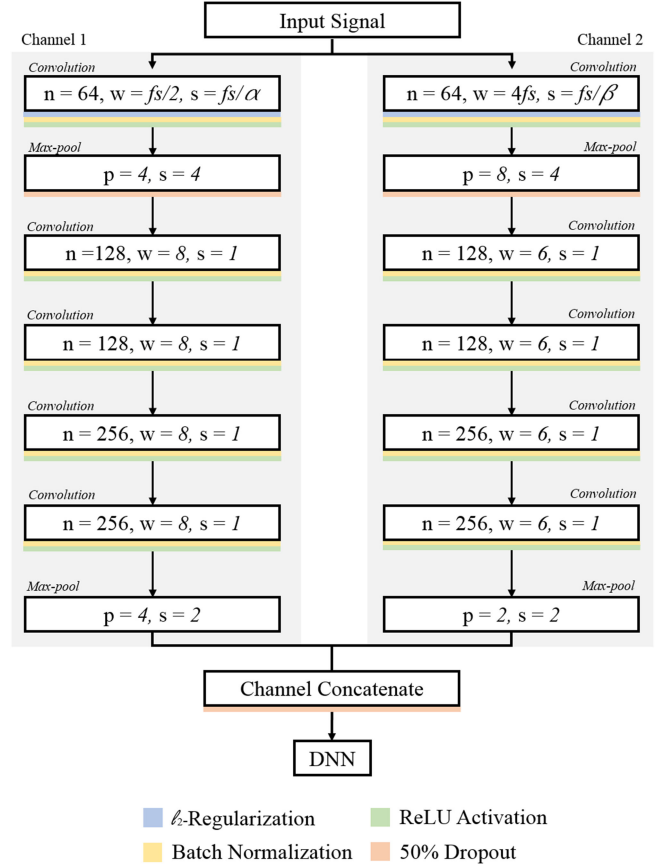 Input Signal
Channel 1
Channel 2
Convolution
n = 64, w = fs/2, s = fs/α
Convolution
n = 64, w = 4fs, s = fs/β
Max-pool
p = 4, s = 4
Max-pool
p = 8, s = 4
Convolution
n =128, w = 8, s = 1
Convolution
n = 128, w = 6, s = 1
Convolution
n = 128, w = 8, s = 1
Convolution
n = 128, w = 6, s = 1
Convolution
n = 256, w = 8, s = 1
Convolution
n = 256, w = 6, s = 1
Convolution
n = 256, w = 8, s = 1
Convolution
n = 256, w = 6, s = 1
Max-pool
p = 4, s = 2
Max-pool
p = 2, s = 2
Channel Concatenate
DNN
ℓ₂-Regularization
ReLU Activation
Batch Normalization
50% Dropout